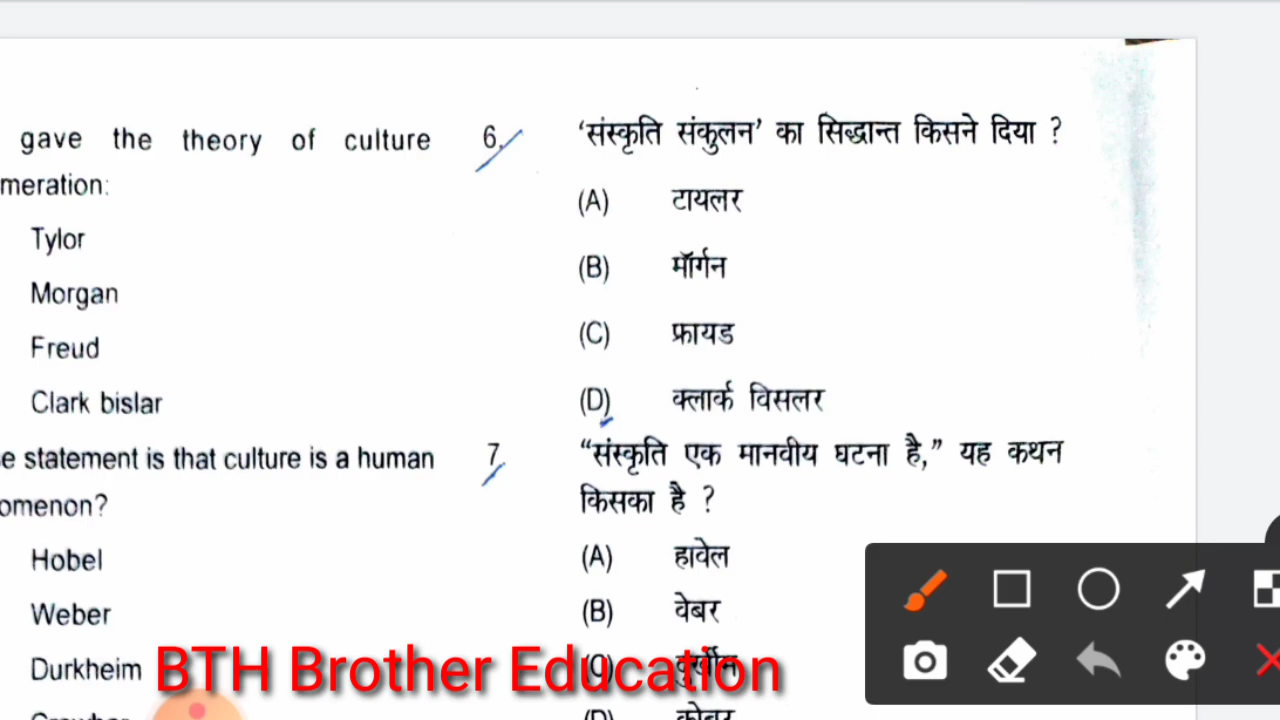 gave the theory of culture
meration:
Tylor
Morgan
Freud
Clark bislar
e statement is that culture is a human
omenon?
Hobel
Weber
Durkheim
6. 'संस्कृति संकुलन' का सिद्धान्त किसने दिया ?
(A) टायलर
(B) मॉर्गन
(C) फ्रायड
(D) क्लार्क विसलर
7 “संस्कृति एक मानवीय घटना है,” यह कथन
किसका है ?
(A) हावेल
(B) वेबर
(C)
(D)
BTH Brother Education